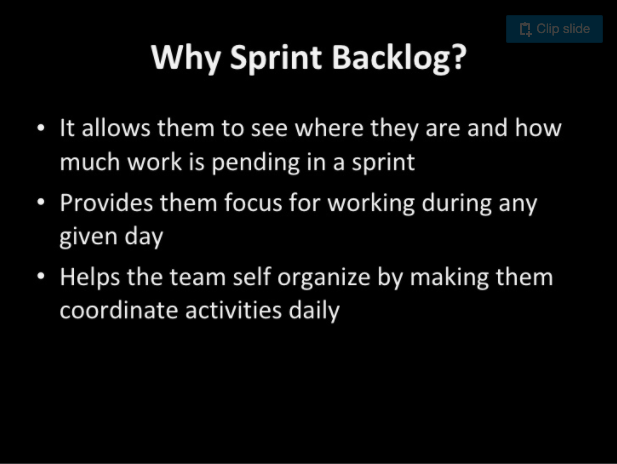 Clip slide
Why Sprint Backlog?
• It allows them to see where they are and how
much work is pending in a sprint
• Provides them focus for working during any
given day
• Helps the team self organize by making them
coordinate activities daily